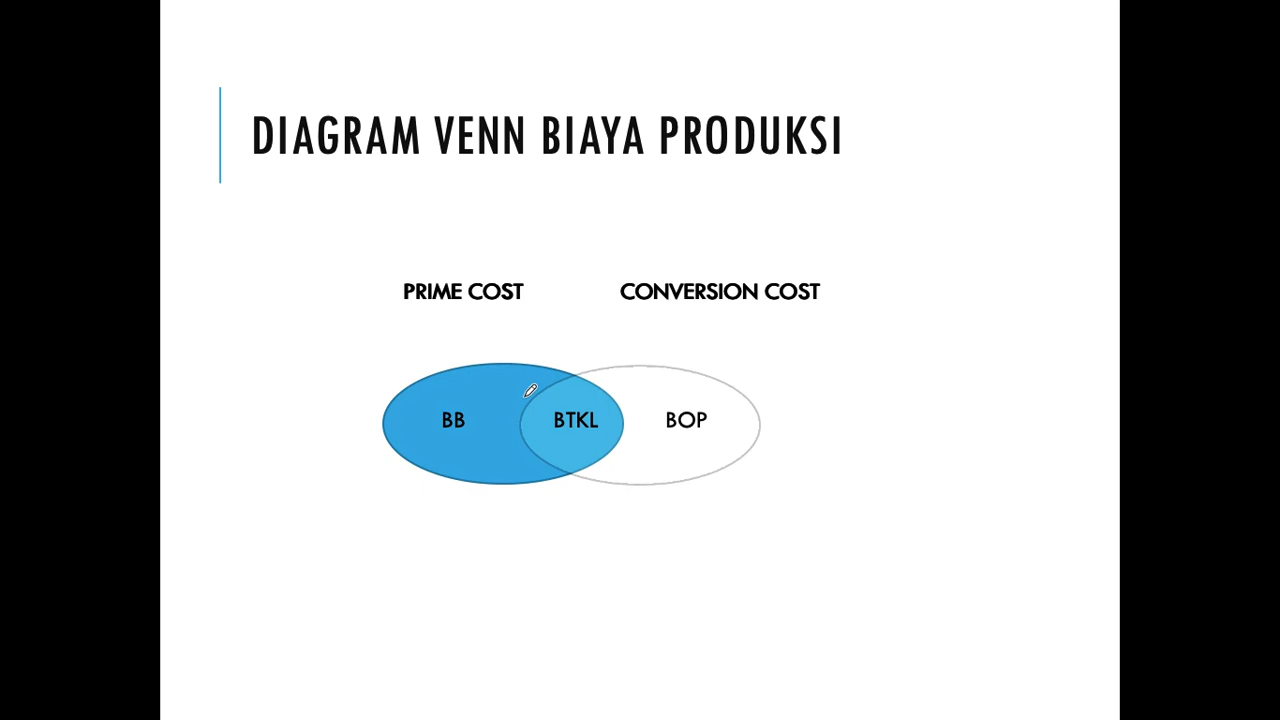 DIAGRAM VENN BIAYA PRODUKSI
PRIME COST
CONVERSION COST
BB
BTKL
BOP